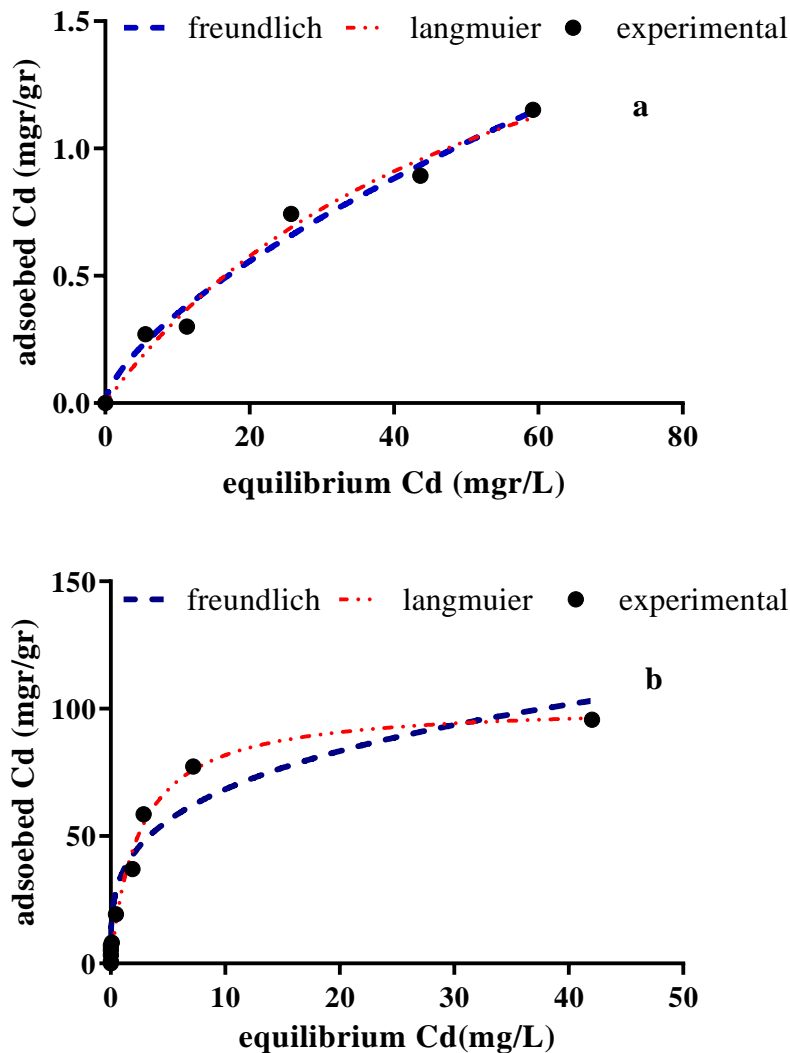 freundlich langmuier experimental
a
1.5
1.0
0.5
0.0
0 20 40 60 80
adsoebed Cd (mgr/gr)
equilibrium Cd (mgr/L)
freundlich langmuier experimental
b
150
100
50
0
0 10 20 30 40 50
adsoebed Cd (mgr/gr)
equilibrium Cd(mg/L)